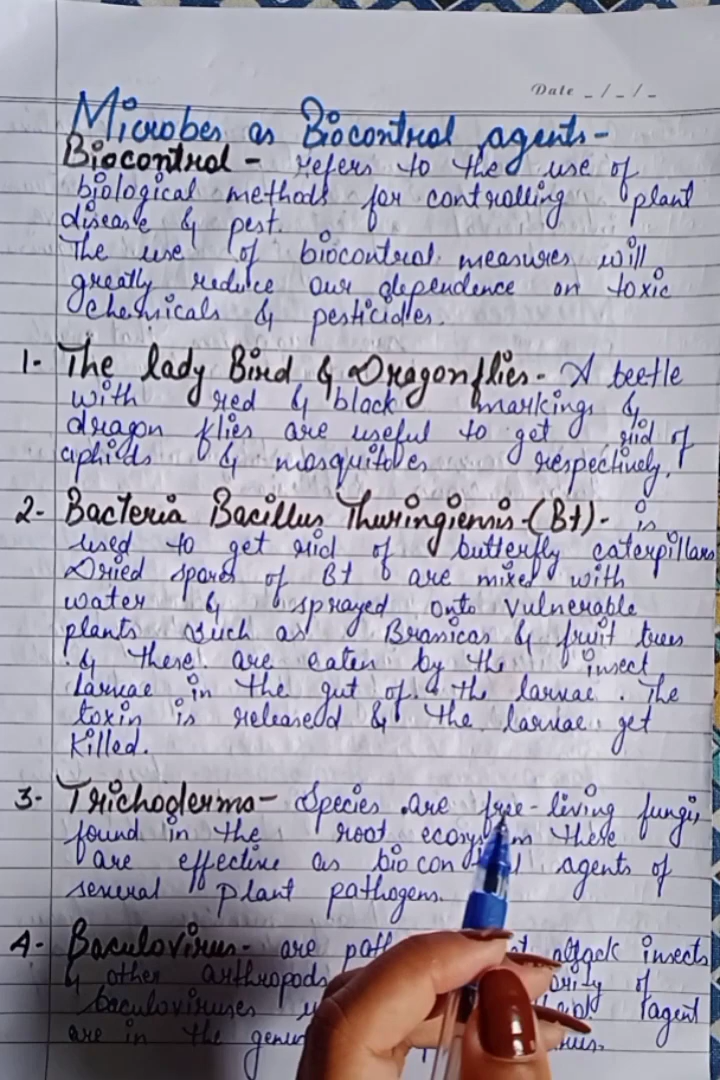 Date _/_/_
Microbes as Biocontrol agents-
Biocontrol - refers to the use of
biological methods for controlling plant
disease & pest.
The use of biocontrol measures will
greatly reduce our dependence on toxic
chemicals & pesticides.
1- The lady Bird & Dragonflies - A beetle
with red & black markings &
dragon flies are useful to get rid of
aphids & mosquitoes respectively.
2- Bacteria Bacillus Thuringiensis-(Bt)- is
used to get rid of butterfly caterpillars
Dried spores of Bt are mixed with
water & sprayed onto vulnerable
plants such as Brassicas & fruit trees
& these are eaten by the insect
larvae in the gut of the larvae. The
toxin is released & the larvae get
killed.
3- Trichoderma- Species are free-living fungi,
found in the root these
are effective as agents of
several plant pathogens.
4- Baculovirus- are attack insects
& other arthropods of
baculoviruses agent
are in the